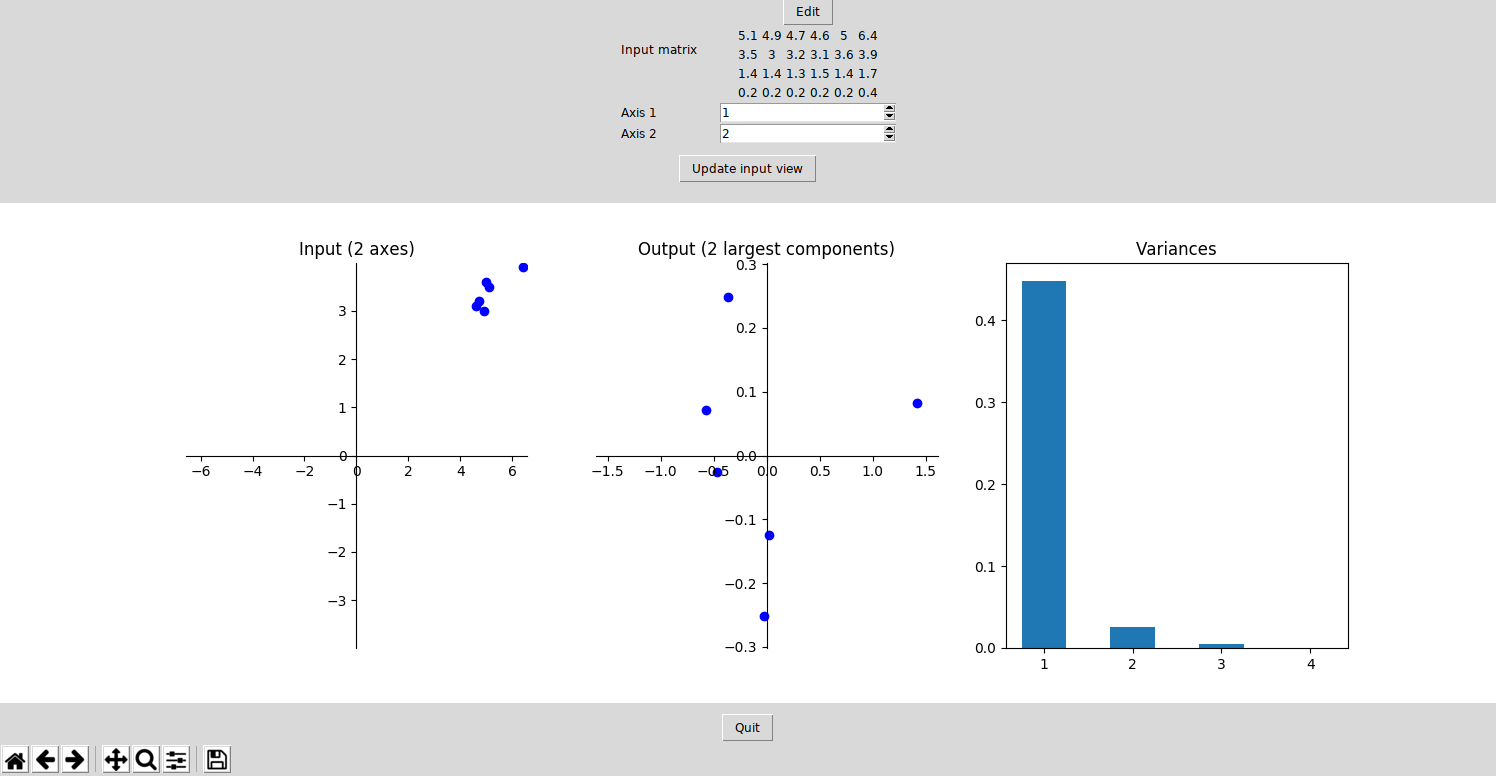 Edit
Input matrix
5.1 4.9 4.7 4.6 5 6.4
3.5 3 3.2 3.1 3.6 3.9
1.4 1.4 1.3 1.5 1.4 1.7
0.2 0.2 0.2 0.2 0.2 0.4
Axis 1 1
Axis 2 2
Update input view
Input (2 axes)
3
2
1
0
−6 −4 −2 0 2 4 6
−1
−2
−3
Output (2 largest components)
0.3
0.2
0.1
0.0
−1.5 −1.0 −0.5 0.0 0.5 1.0 1.5
−0.1
−0.2
−0.3
Variances
0.4
0.3
0.2
0.1
0.0
1 2 3 4
Quit